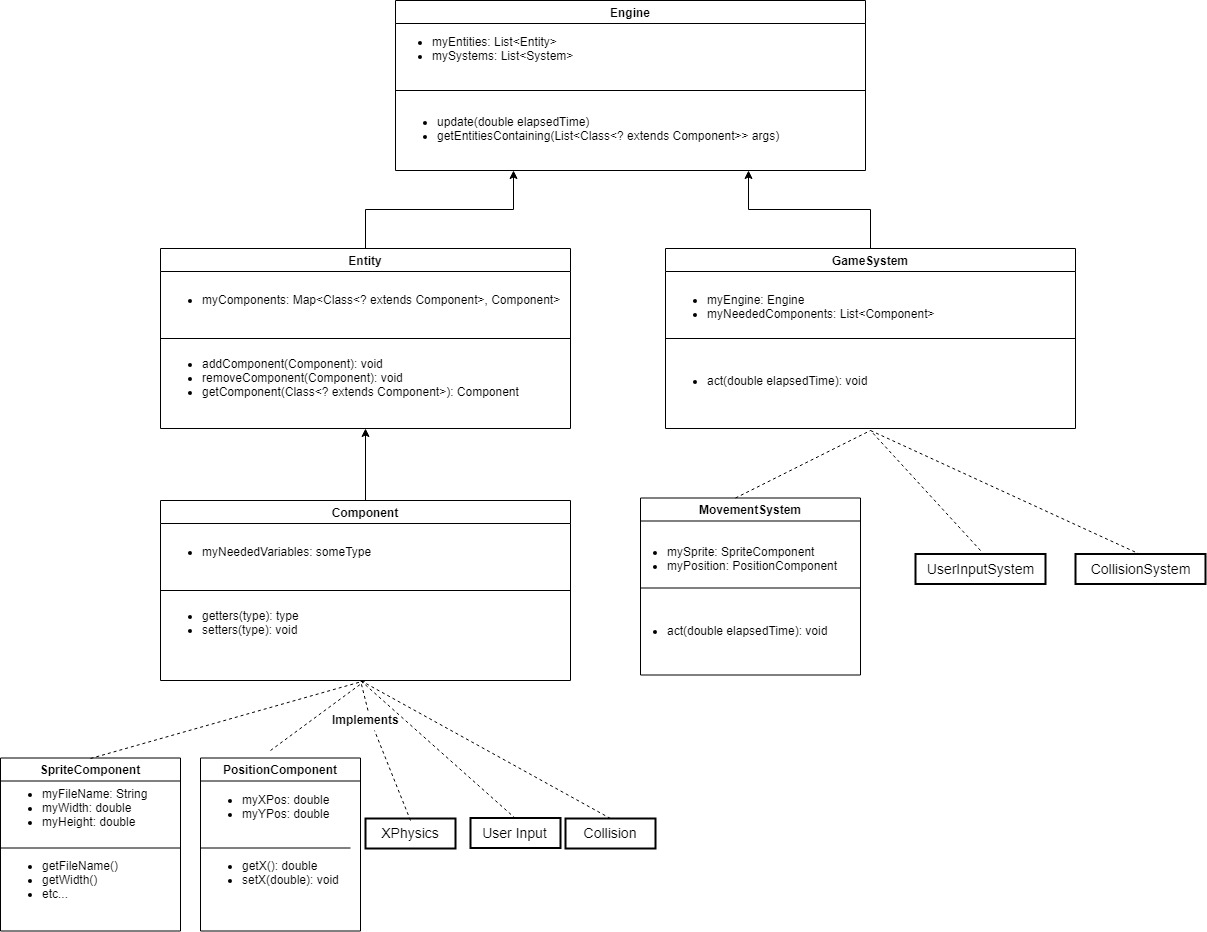 Engine
myEntities: List<Entity>
mySystems: List<System>
update(double elapsedTime)
getEntitiesContaining(List<Class<? extends Component>> args)
Entity
myComponents: Map<Class<? extends Component>, Component>
addComponent(Component): void
removeComponent(Component): void
getComponent(Class<? extends Component>): Component
GameSystem
myEngine: Engine
myNeededComponents: List<Component>
act(double elapsedTime): void
Component
myNeededVariables: someType
getters(type): type
setters(type): void
MovementSystem
mySprite: SpriteComponent
myPosition: PositionComponent
act(double elapsedTime): void
UserInputSystem
CollisionSystem
Implements
SpriteComponent
myFileName: String
myWidth: double
myHeight: double
getFileName()
getWidth()
etc...
PositionComponent
myXPos: double
myYPos: double
getX(): double
setX(double): void
XPhysics
User Input
Collision